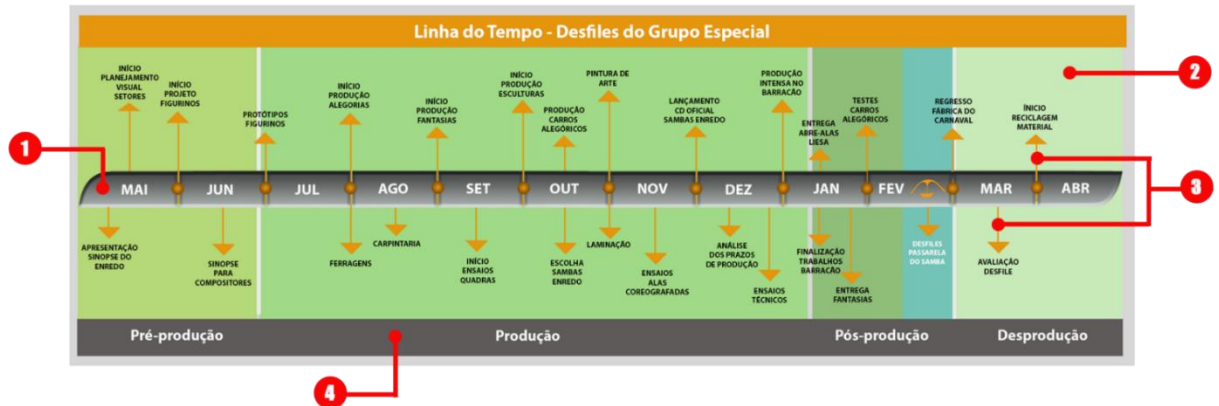 Linha do Tempo - Desfiles do Grupo Especial
INÍCIO
PLANEJAMENTO
VISUAL
SETORES
INÍCIO
PROJETO
FIGURINOS
PROTÓTIPOS
FIGURINOS
INÍCIO
PRODUÇÃO
ALEGORIAS
INÍCIO
PRODUÇÃO
FANTASIAS
INÍCIO
PRODUÇÃO
ESCULTURAS
PRODUÇÃO
CARROS
ALEGÓRICOS
PINTURA DE
ARTE
LANÇAMENTO
CD OFICIAL
SAMBAS ENREDO
PRODUÇÃO
INTENSA NO
BARRACÃO
ENTREGA
ABRE-ALAS
LIESA
TESTES
CARROS
ALEGÓRICOS
REGRESSO
FÁBRICA DO
CARNAVAL
ÍNICIO
RECICLAGEM
MATERIAL
2
1
MAI
JUN
JUL
AGO
SET
OUT
NOV
DEZ
JAN
FEV
MAR
ABR
3
APRESENTAÇÃO
SINOPSE DO
ENREDO
SINOPSE
PARA
COMPOSITORES
FERRAGENS
CARPINTARIA
INÍCIO
ENSAIOS
QUADRAS
ESCOLHA
SAMBAS
ENREDO
LAMINAÇÃO
ENSAIOS
ALAS
COREOGRAFADAS
ANÁLISE
DOS PRAZOS
DE PRODUÇÃO
ENSAIOS
TÉCNICOS
FINALIZAÇÃO
TRABALHOS
BARRACÃO
ENTREGA
FANTASIAS
DESFILES
PASSARELA
DO SAMBA
AVALIAÇÃO
DESFILE
Pré-produção
Produção
Pós-produção
Desprodução
4